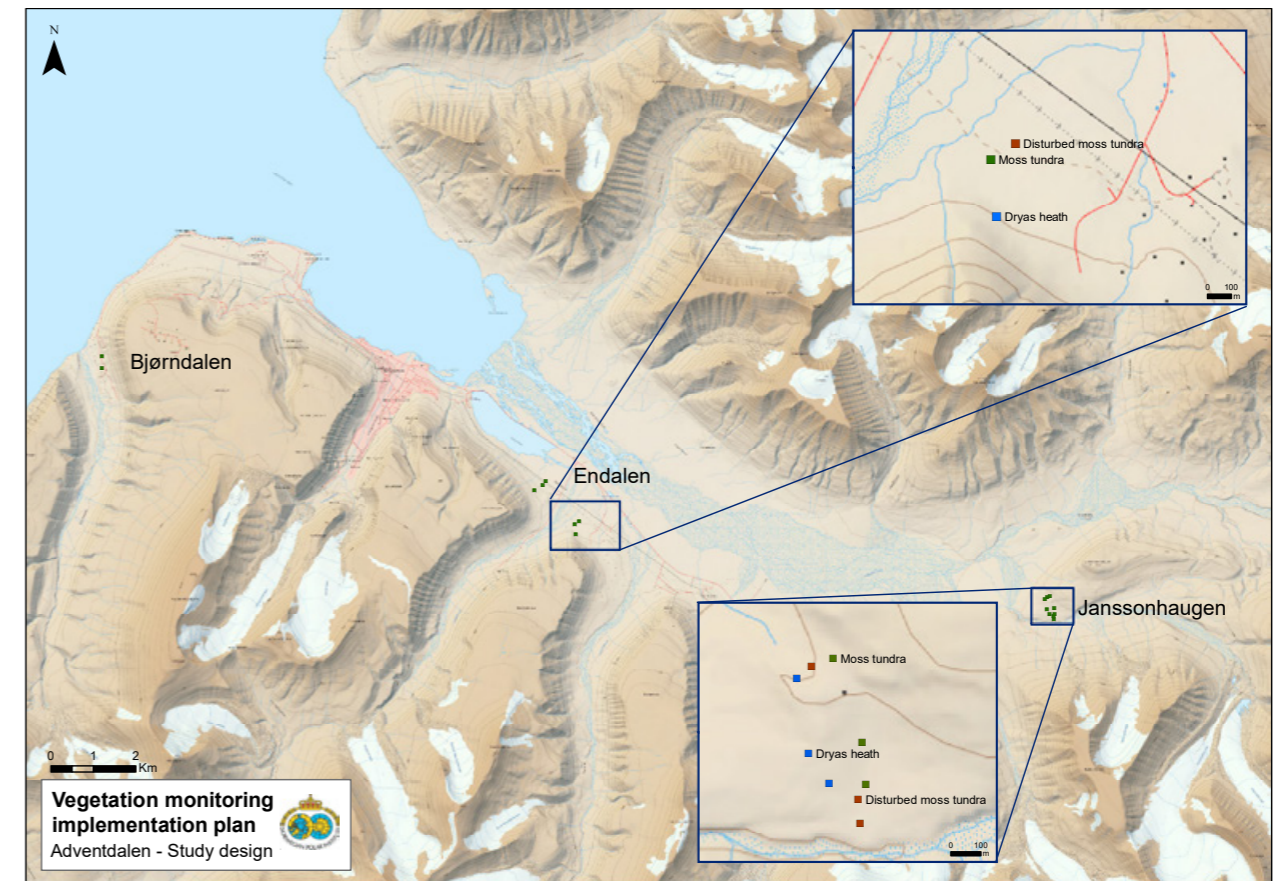 N
Disturbed moss tundra
Moss tundra
Dryas heath
0 100
m
Bjørndalen
Endalen
Janssonhaugen
Moss tundra
Dryas heath
Disturbed moss tundra
0 100
m
0 1 2
Km
Vegetation monitoring
implementation plan
Adventdalen - Study design